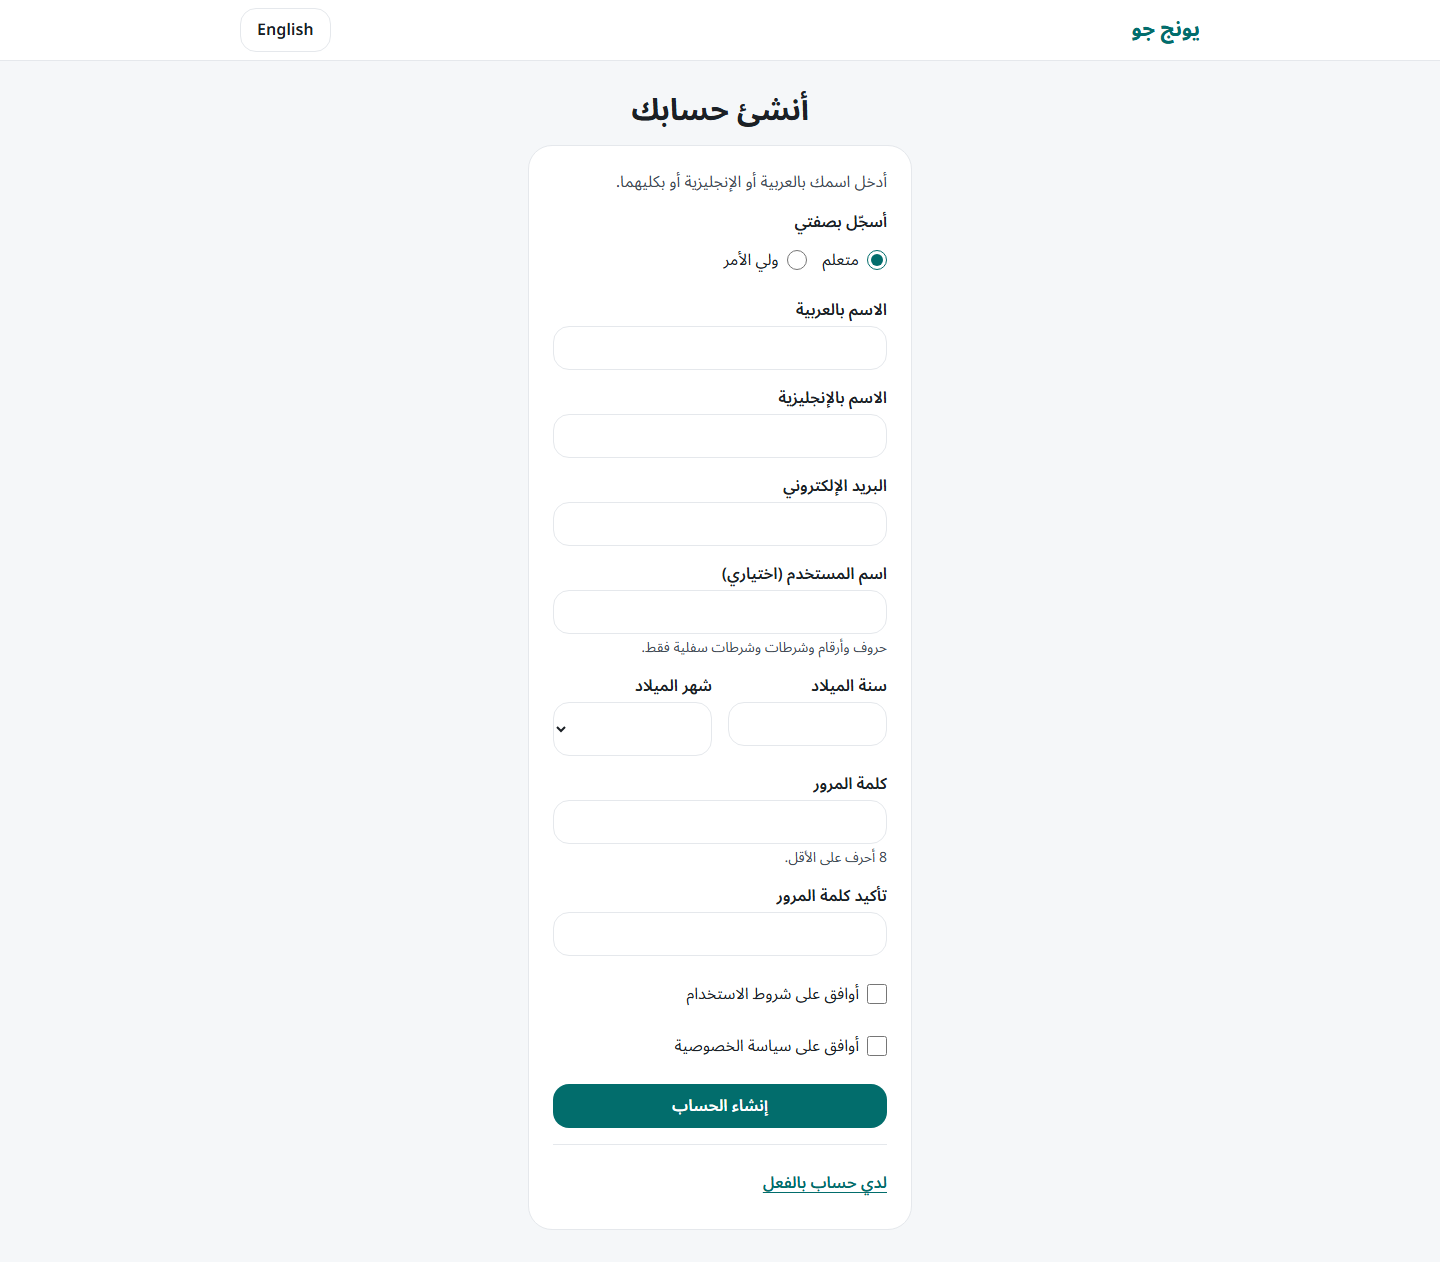 يونج جو
English
أنشئ حسابك
أدخل اسمك بالعربية أو الإنجليزية أو بكليهما.
أسجّل بصفتي
متعلم
ولي الأمر
الاسم بالعربية
الاسم بالإنجليزية
البريد الإلكتروني
اسم المستخدم (اختياري)
حروف وأرقام وشرطات وشرطات سفلية فقط.
سنة الميلاد
شهر الميلاد
كلمة المرور
8 أحرف على الأقل.
تأكيد كلمة المرور
أوافق على شروط الاستخدام
أوافق على سياسة الخصوصية
إنشاء الحساب
لدي حساب بالفعل